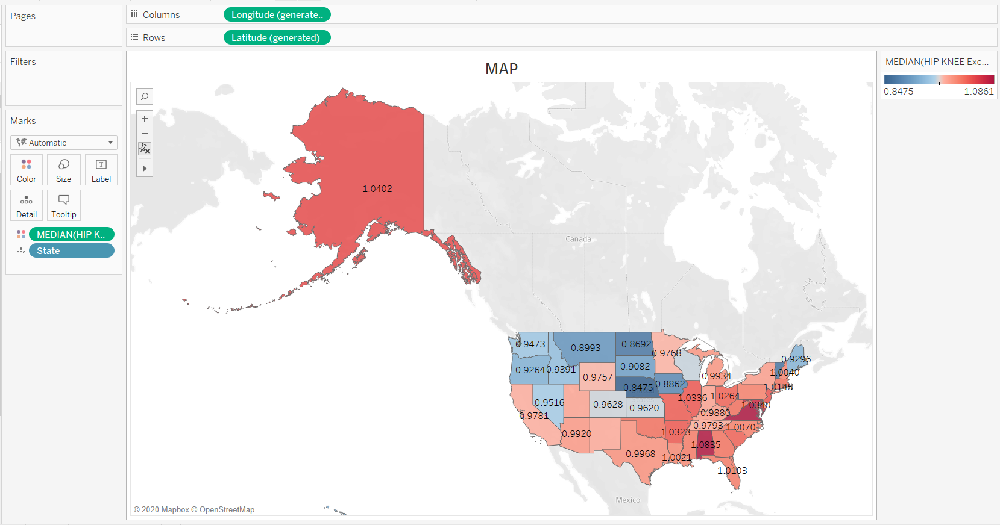 Pages
Columns
Longitude (generate..
Rows
Latitude (generated)
Filters
Marks
Automatic
Color
Size
Label
Detail
Tooltip
MEDIAN(HIP K..
State
MAP
1.0402
Canada
0.9473
0.8993
0.8692
0.9768
0.9264
0.9391
0.9082
0.9296
0.9757
0.9934
1.0040
0.8475
0.8862
States
0.9516
0.9628
0.9620
1.0336
1.0264
1.0340
0.9781
0.9880
0.9793
1.0070
0.9920
1.0323
1.0835
0.9968
1.0021
1.0103
Mexico
© 2020 Mapbox © OpenStreetMap
MEDIAN(HIP KNEE Exc...
0.8475
1.0861